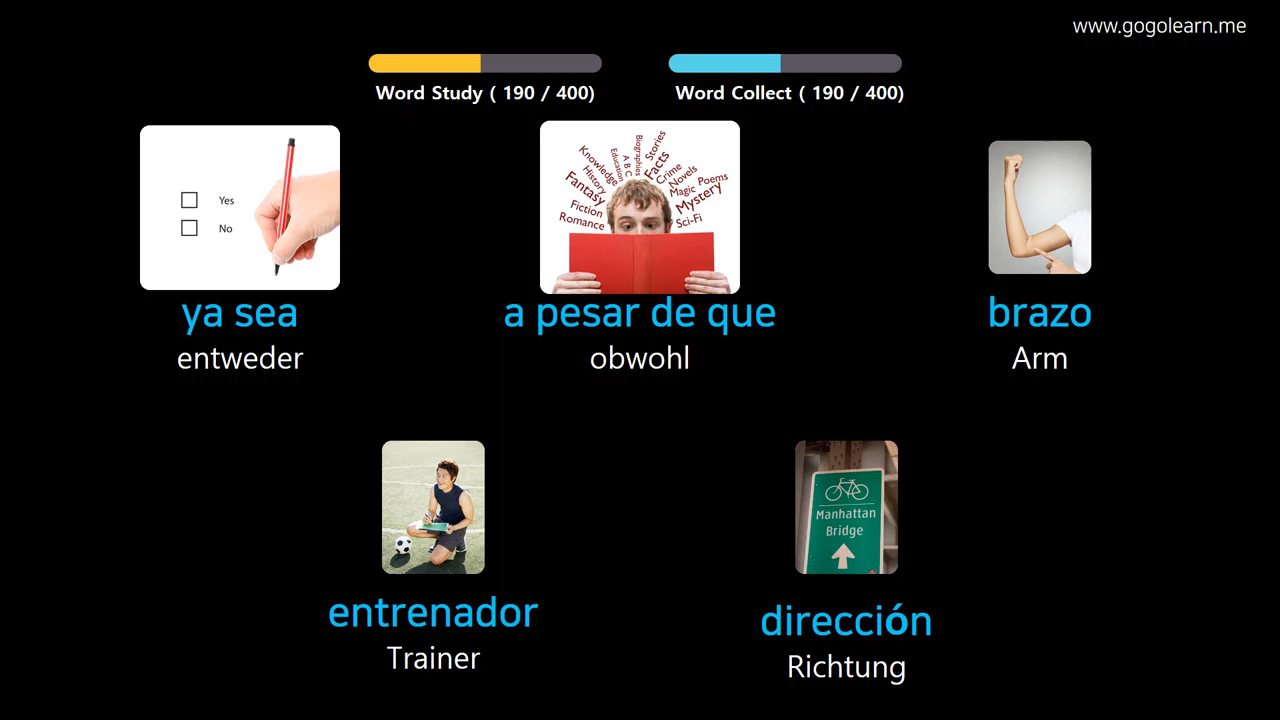 www.gogolearn.me
Word Study ( 190 / 400)
Word Collect ( 190 / 400)
Yes
No
Knowledge
History
Fantasy
Fiction
Romance
Education
A B C
Biographies
Stories
Facts
Crime
Novels
Magic
Poems
Mystery
Sci-Fi
ya sea
entweder
a pesar de que
obwohl
brazo
Arm
Manhattan
Bridge
entrenador
Trainer
dirección
Richtung